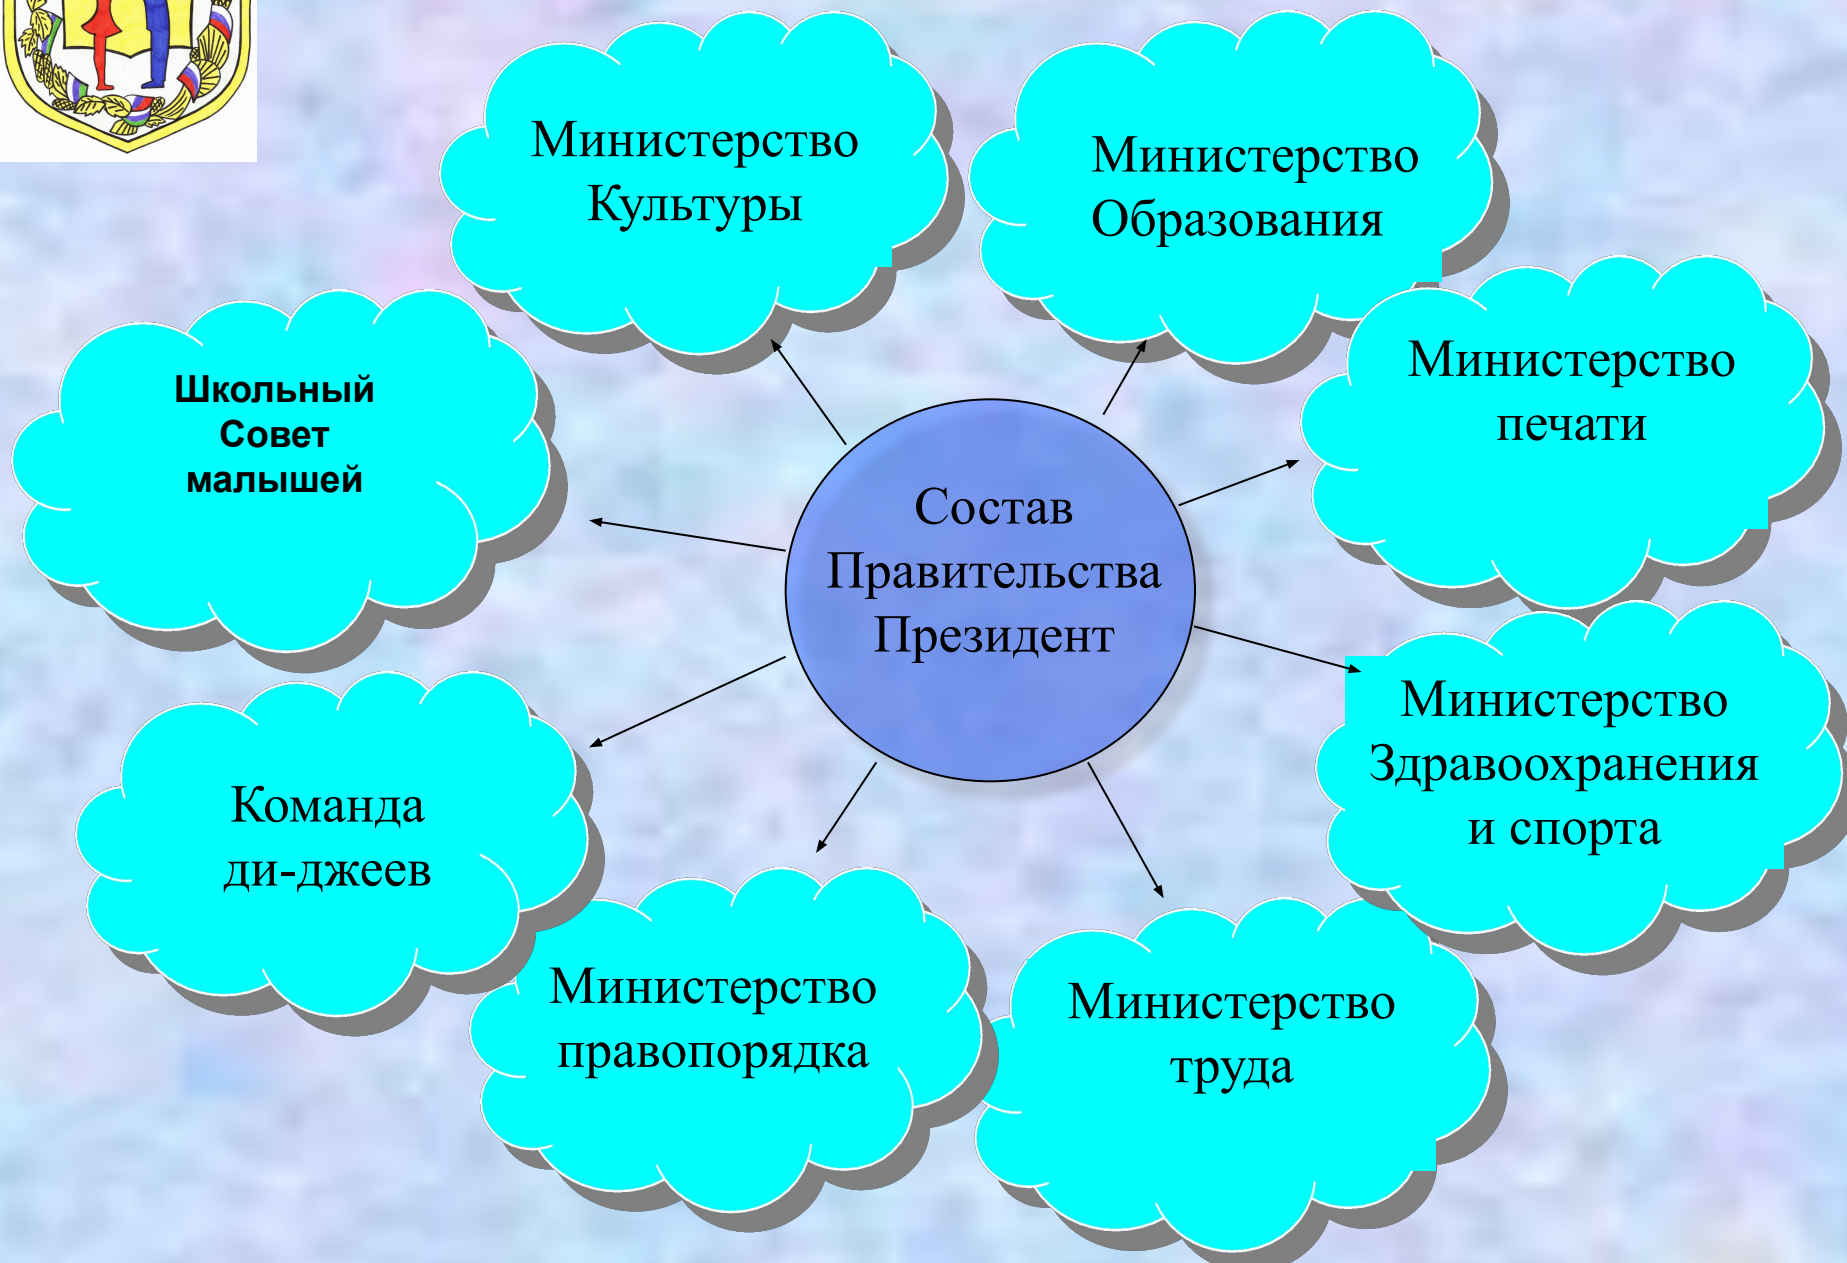 Министерство
Культуры
Министерство
Образования
Министерство
печати
Школьный
Совет
малышей
Состав
Правительства
Президент
Министерство
Здравоохранения
и спорта
Команда
ди-джеев
Министерство
правопорядка
Министерство
труда